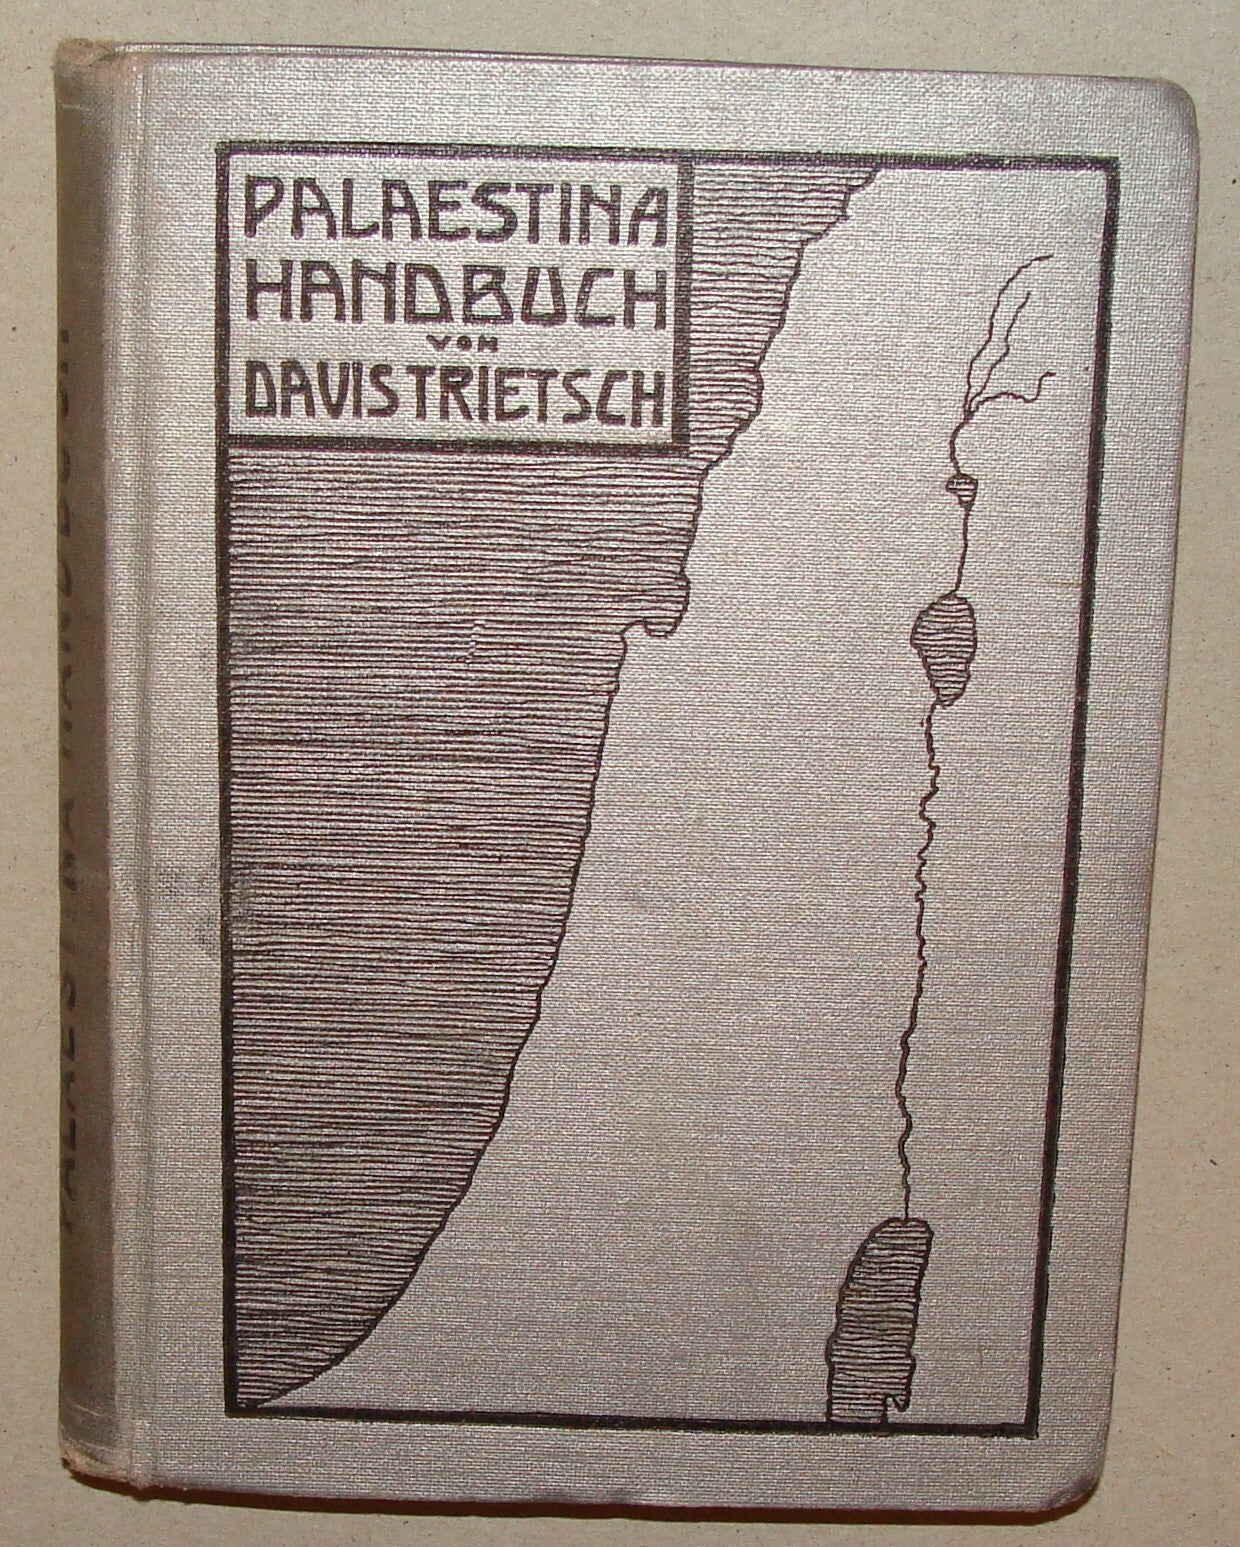 PALAESTINA
HANDBUCH
VON
DAVIS TRIETSCH
PALAESTINA HANDBUCH